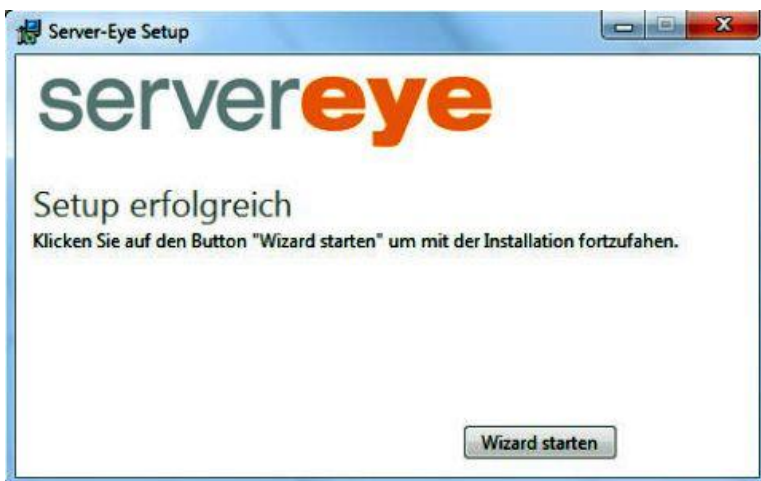 Server-Eye Setup
servereye
Setup erfolgreich
Klicken Sie auf den Button "Wizard starten" um mit der Installation fortzufahen.
Wizard starten